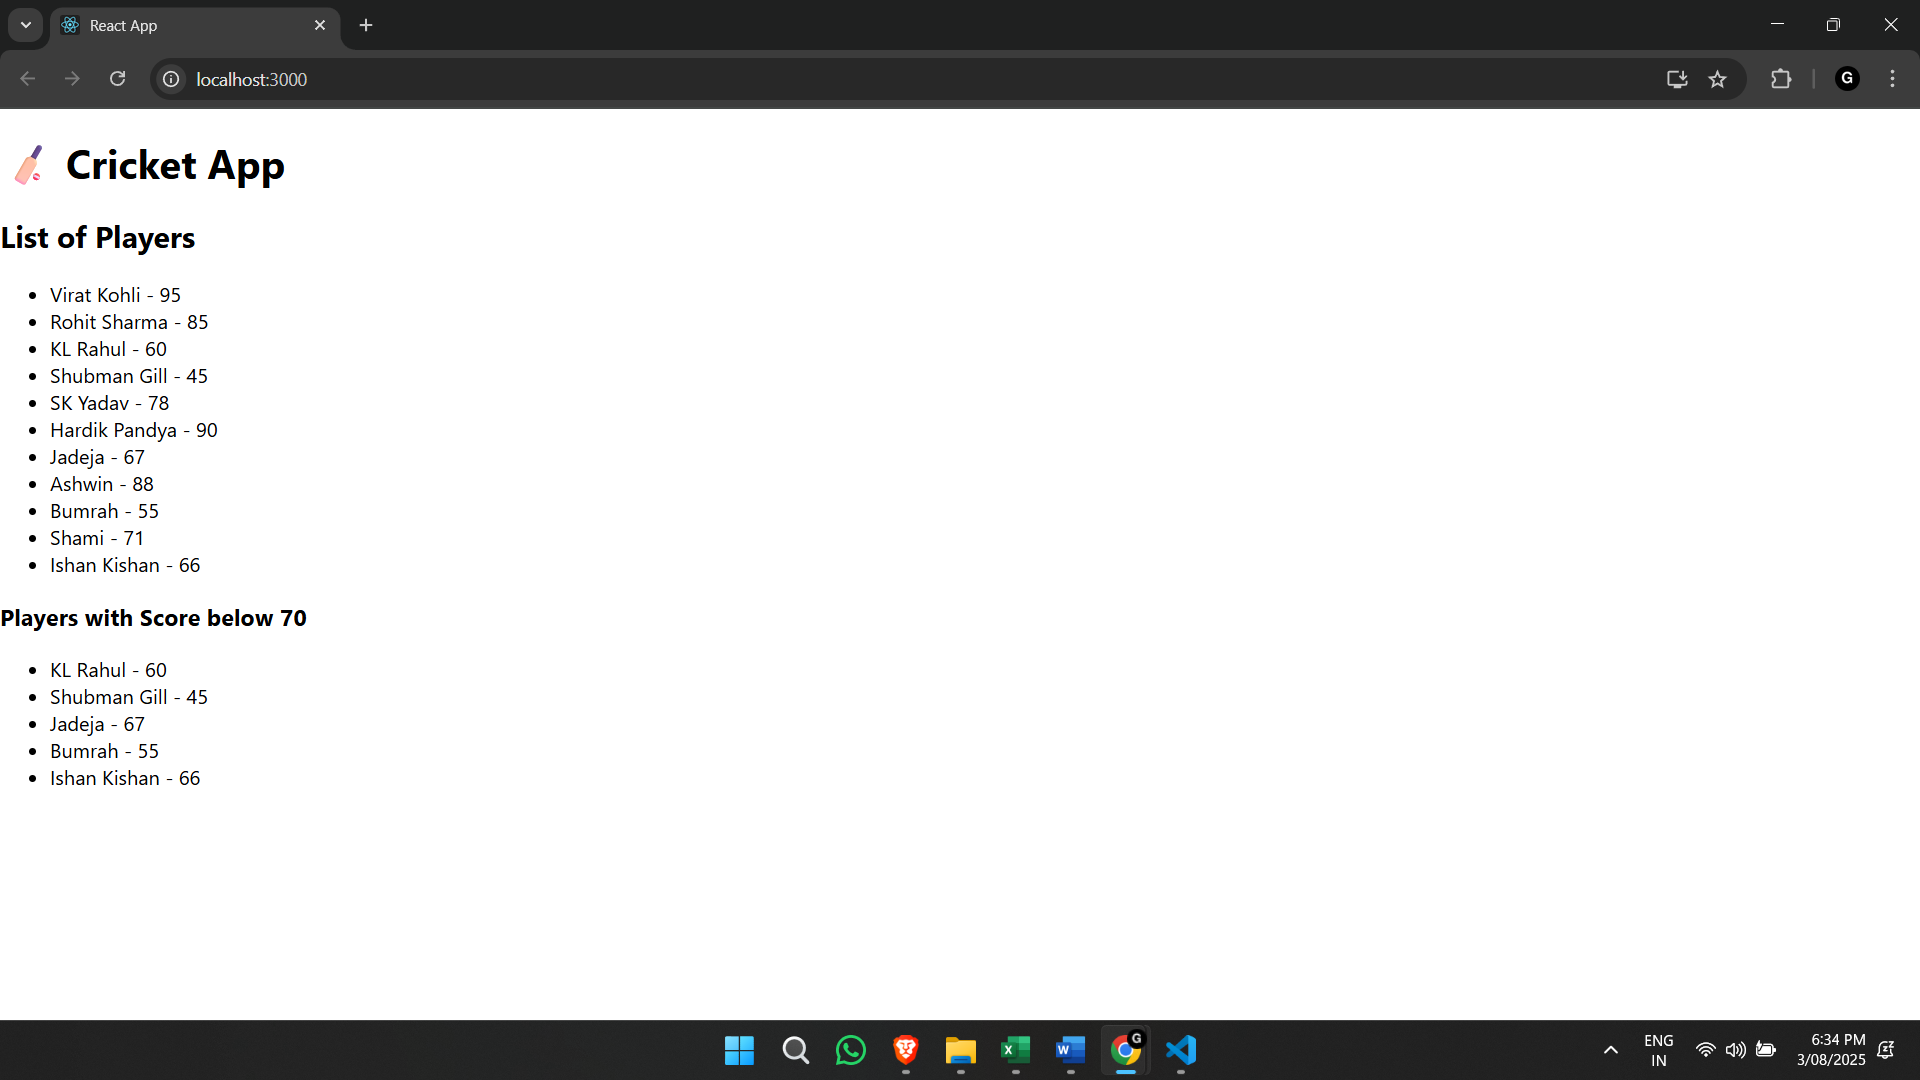 React App
localhost:3000
G
Cricket App
List of Players
• Virat Kohli - 95
• Rohit Sharma - 85
• KL Rahul - 60
• Shubman Gill - 45
• SK Yadav - 78
• Hardik Pandya - 90
• Jadeja - 67
• Ashwin - 88
• Bumrah - 55
• Shami - 71
• Ishan Kishan - 66
Players with Score below 70
• KL Rahul - 60
• Shubman Gill - 45
• Jadeja - 67
• Bumrah - 55
• Ishan Kishan - 66
X
W
G
ENG
IN
6:34 PM
3/08/2025